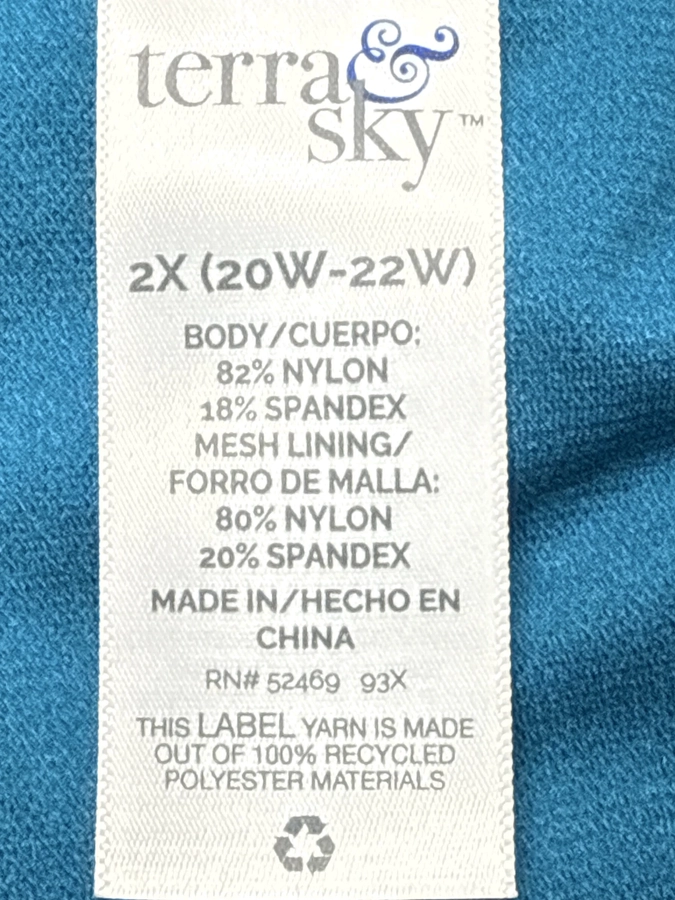 terra &
sky™
2X (20W-22W)
BODY/CUERPO:
82% NYLON
18% SPANDEX
MESH LINING/
FORRO DE MALLA:
80% NYLON
20% SPANDEX
MADE IN/HECHO EN
CHINA
RN# 52469 93X
THIS LABEL YARN IS MADE
OUT OF 100% RECYCLED
POLYESTER MATERIALS